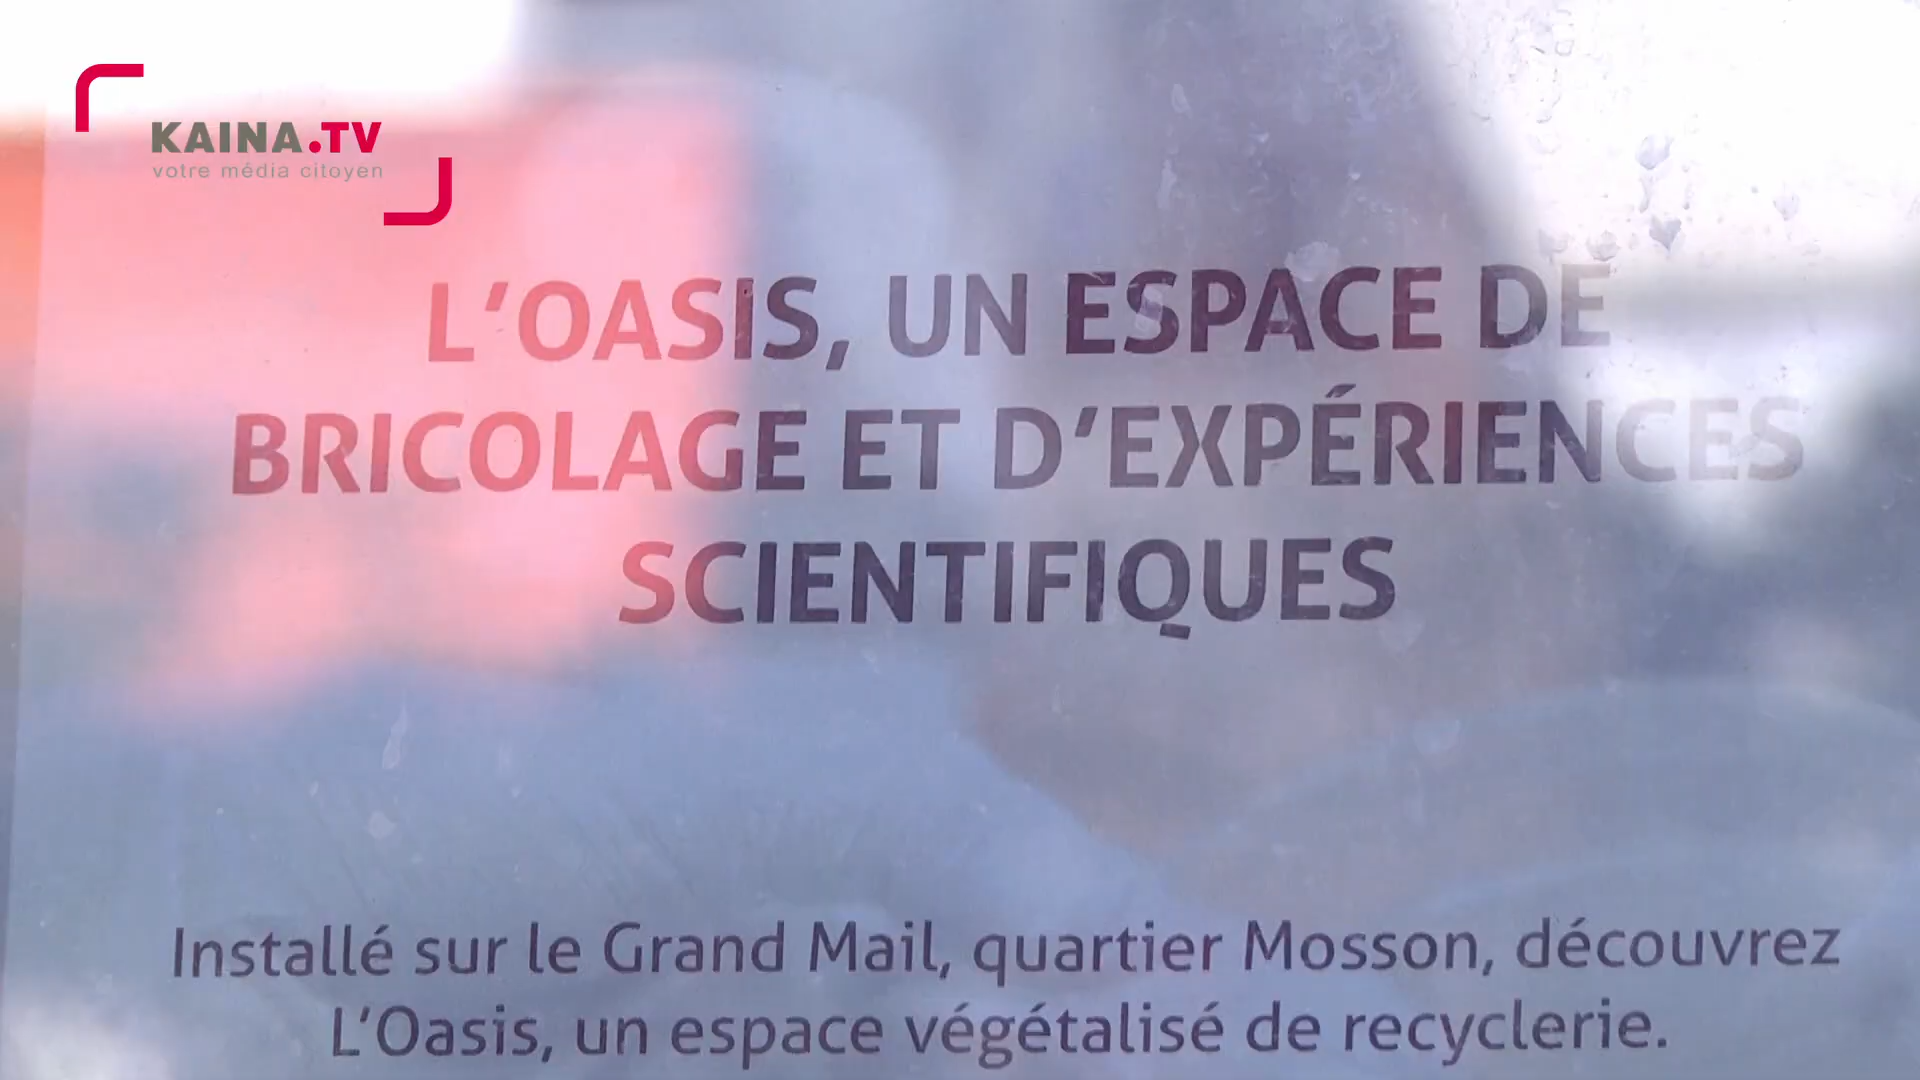 KAINA.TV
votre média citoyen
L'OASIS, UN ESPACE DE
BRICOLAGE ET D'EXPÉRIENCES
SCIENTIFIQUES
Installé sur le Grand Mail, quartier Mosson, découvrez
L'Oasis, un espace végétalisé de recyclerie.